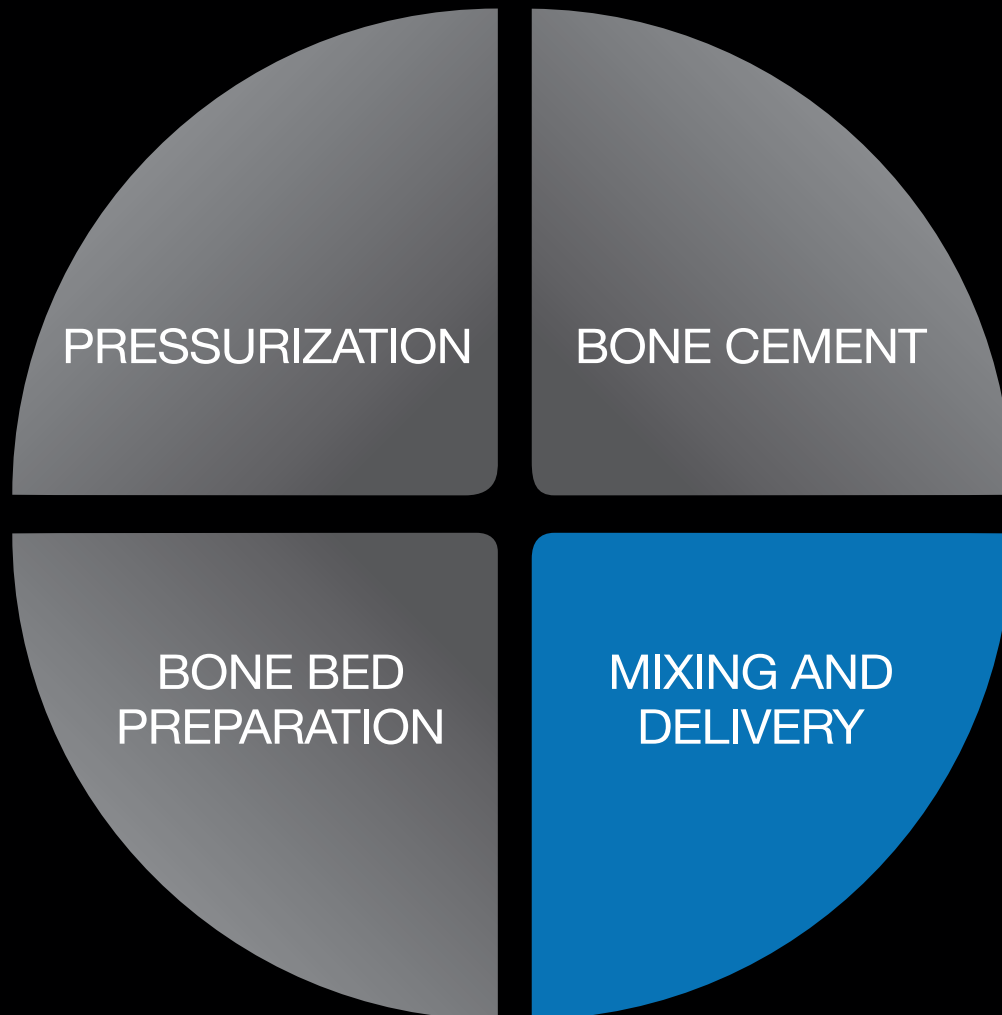 PRESSURIZATION
BONE CEMENT
BONE BED
PREPARATION
MIXING AND
DELIVERY